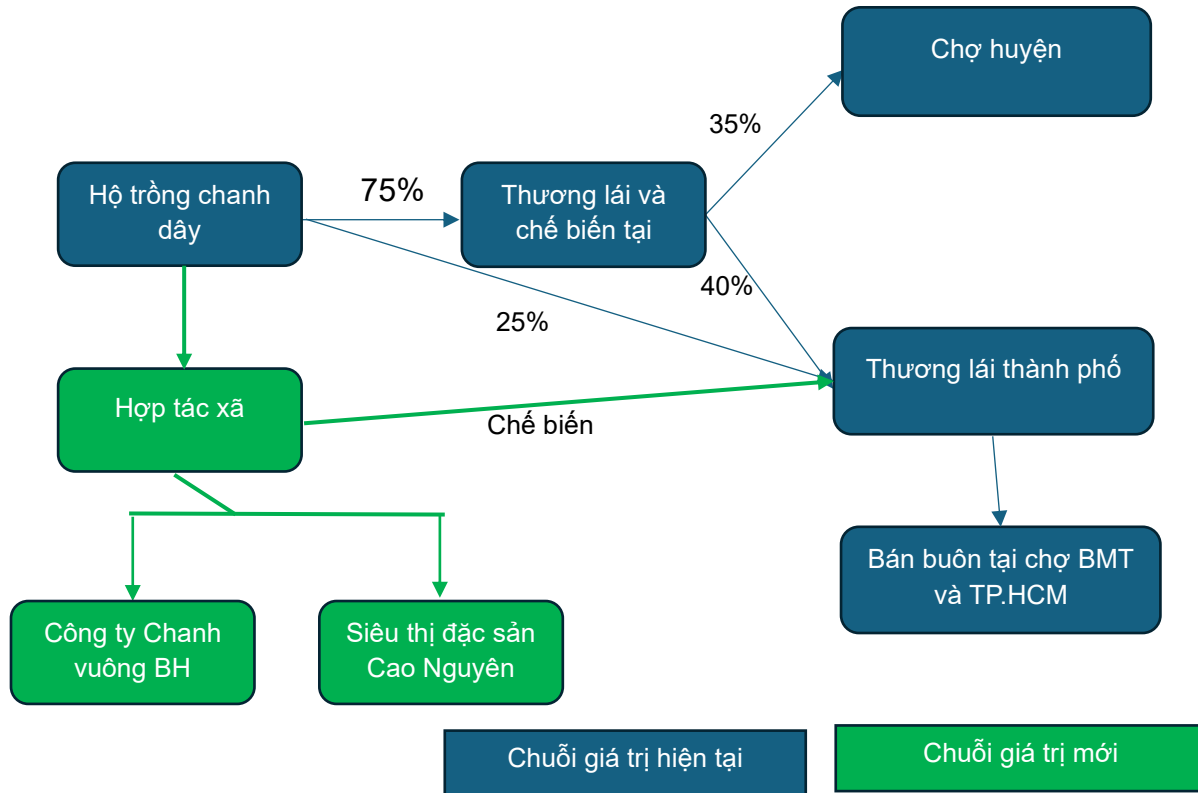 Chợ huyện
35%
Hộ trồng chanh
dây
75%
Thương lái và
chế biến tại
40%
25%
Thương lái thành phố
Hợp tác xã
Chế biến
Bán buôn tại chợ BMT
và TP.HCM
Công ty Chanh
vuông BH
Siêu thị đặc sản
Cao Nguyên
Chuỗi giá trị hiện tại
Chuỗi giá trị mới